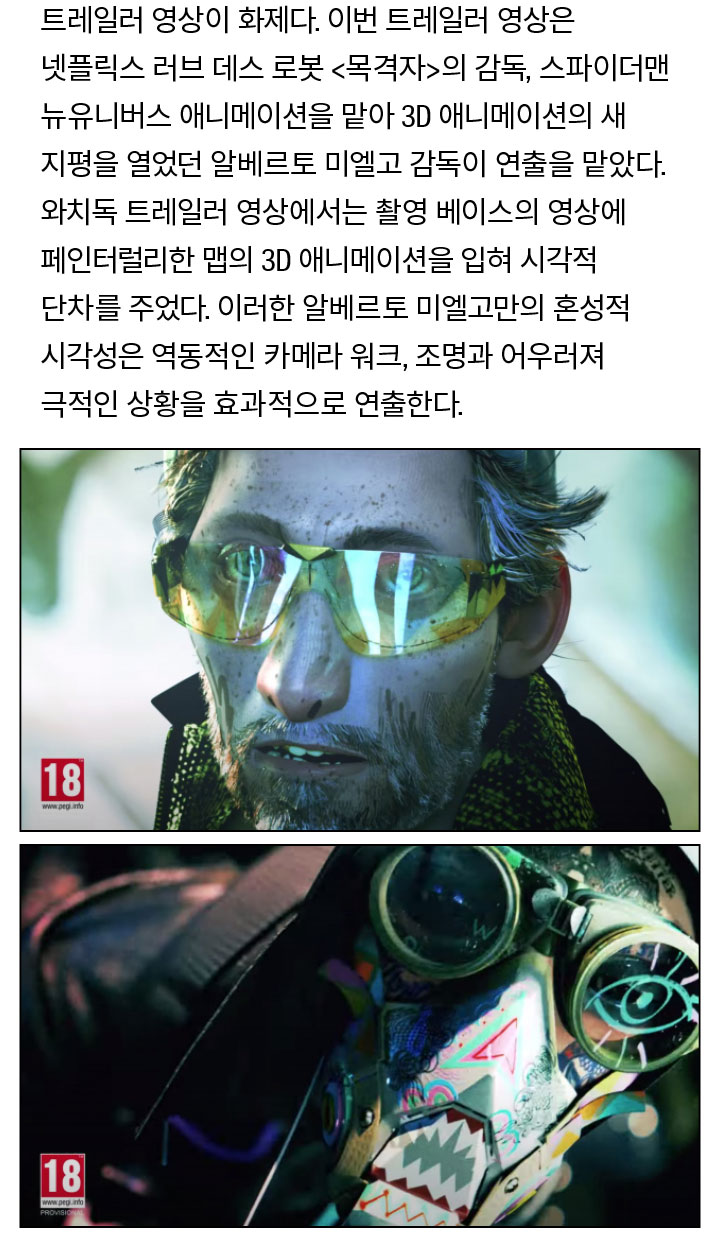 트레일러 영상이 화제다. 이번 트레일러 영상은
넷플릭스 러브 데스 로봇 <목격자>의 감독, 스파이더맨
뉴유니버스 애니메이션을 맡아 3D 애니메이션의 새
지평을 열었던 알베르토 미엘고 감독이 연출을 맡았다.
와치독 트레일러 영상에서는 촬영 베이스의 영상에
페인터럴리한 맵의 3D 애니메이션을 입혀 시각적
단차를 주었다. 이러한 알베르토 미엘고만의 혼성적
시각성은 역동적인 카메라 워크, 조명과 어우러져
극적인 상황을 효과적으로 연출한다.
18
www.pegi.info
W
18
www.pegi.info
PROVISIONAL